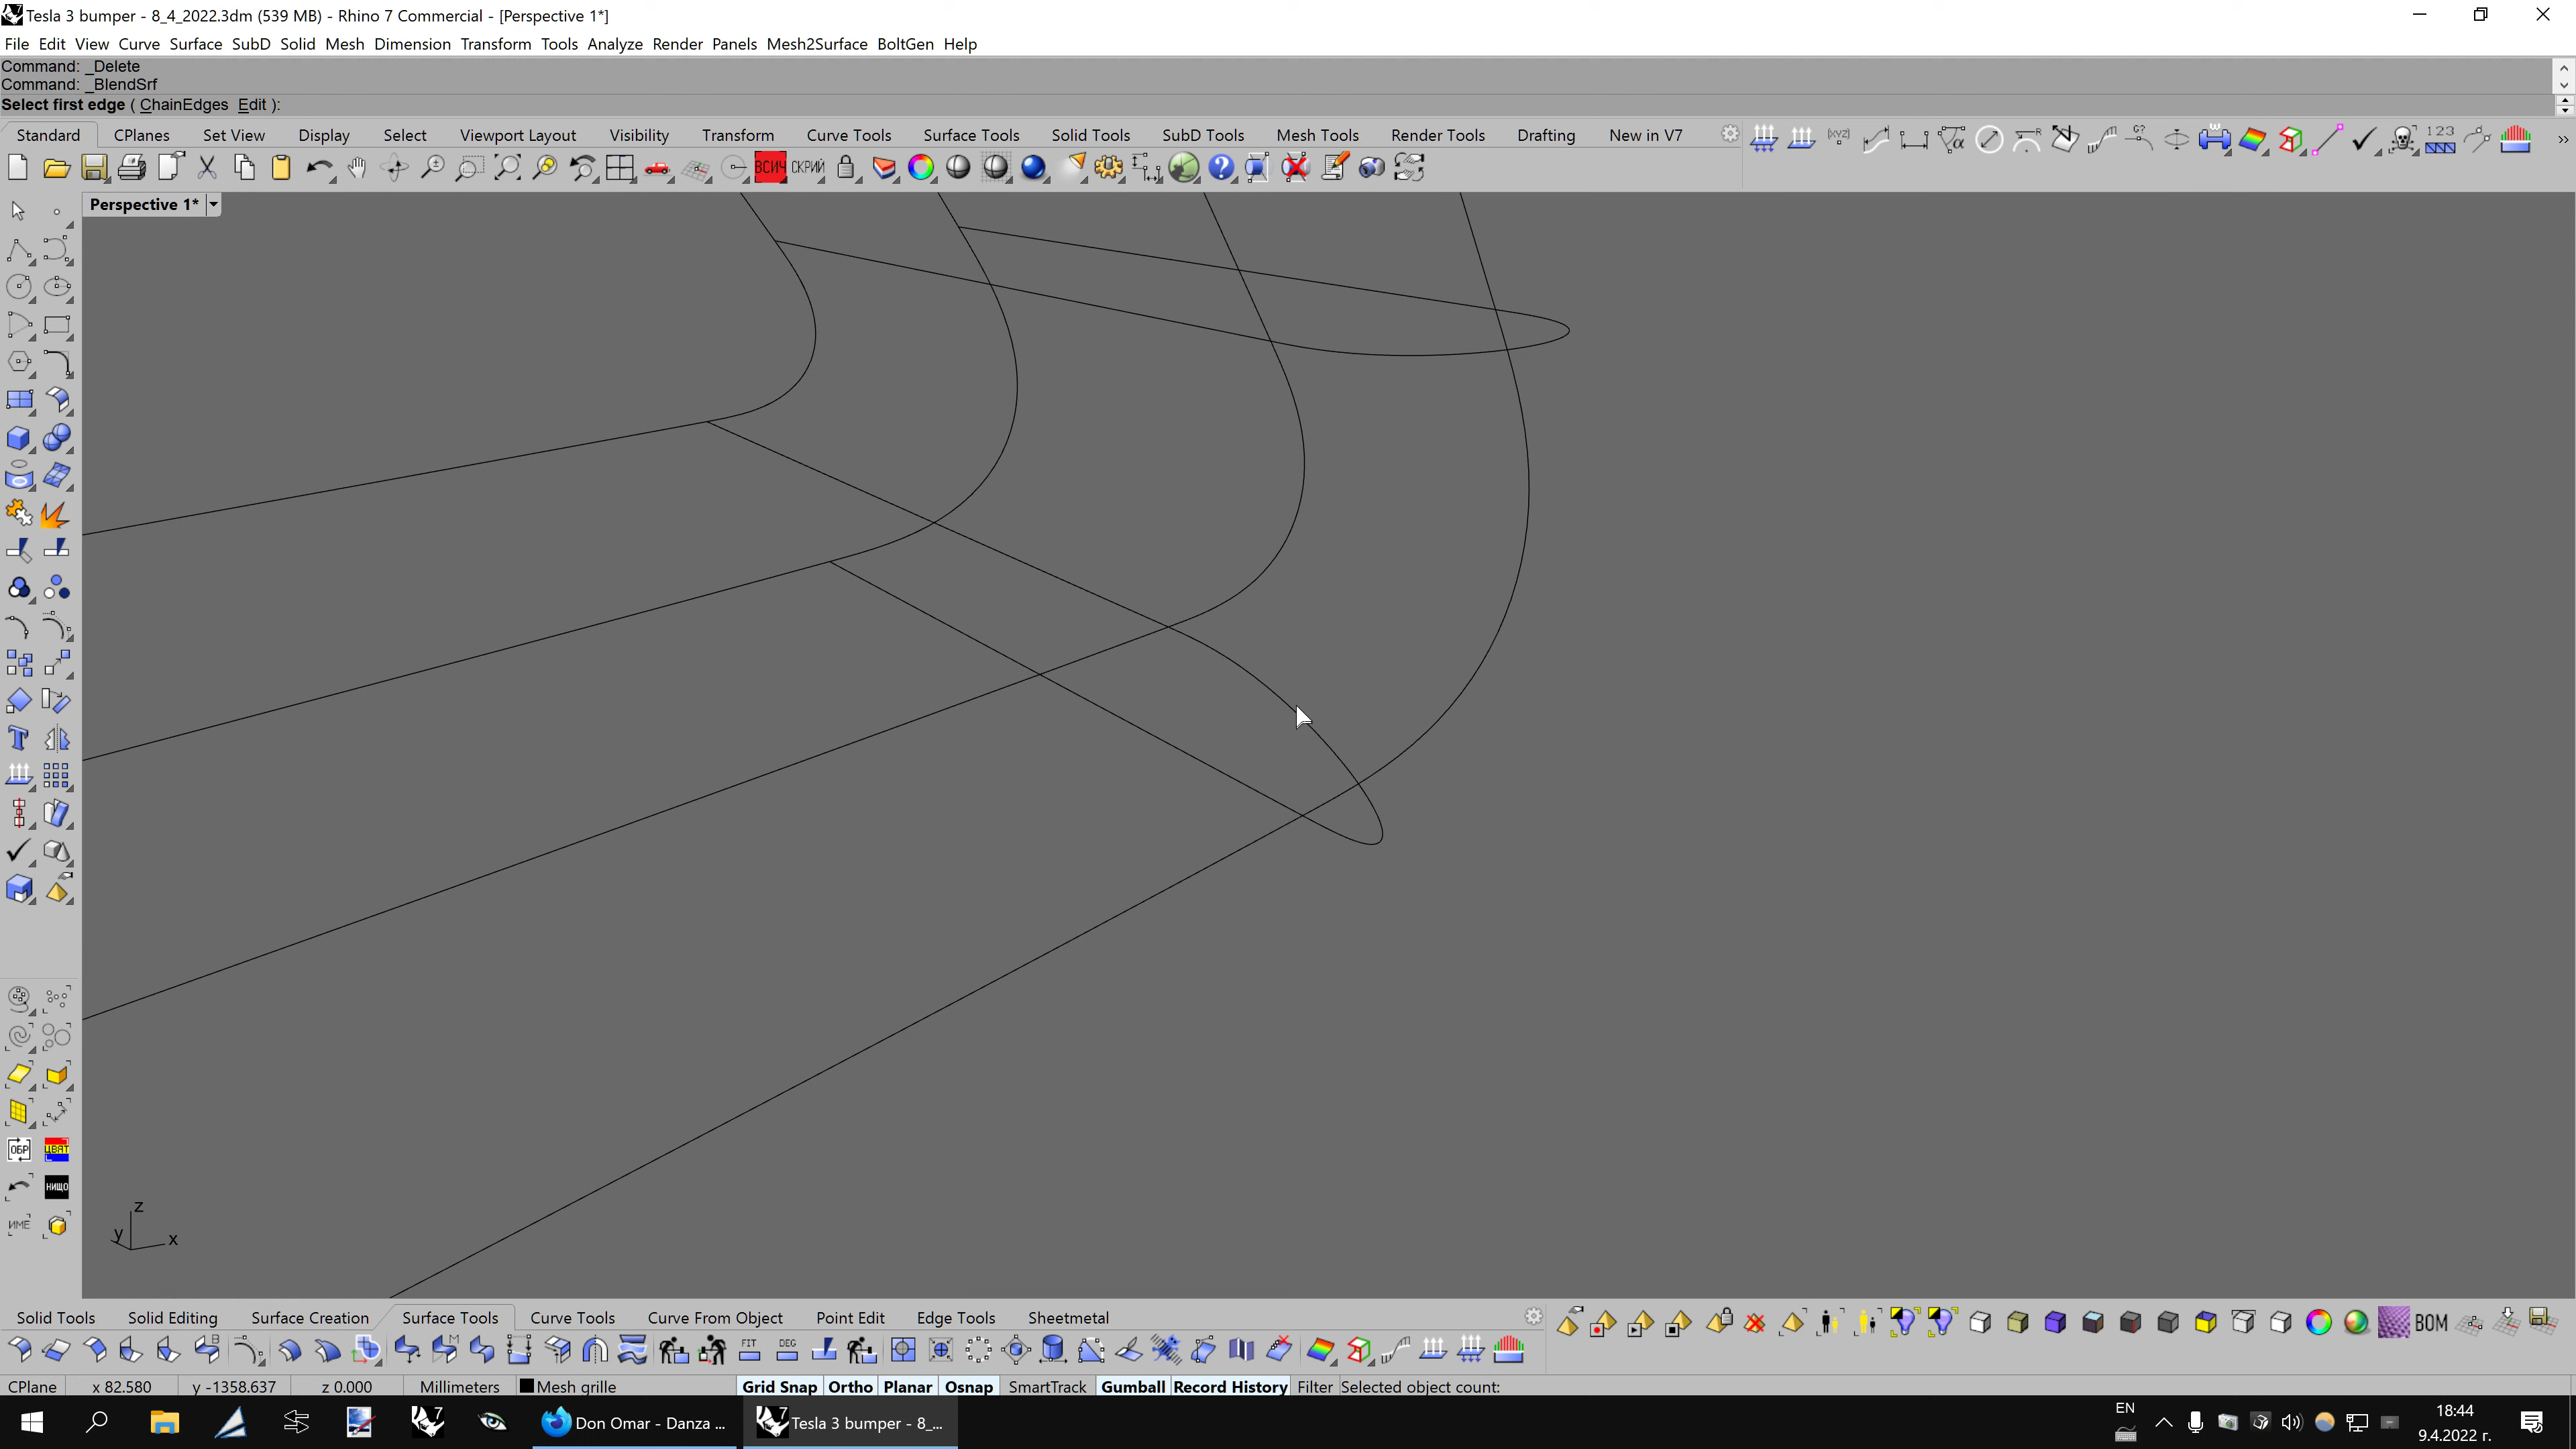 Tesla 3 bumper - 8_4_2022.3dm (539 MB) - Rhino 7 Commercial - [Perspective 1*]
File Edit View Curve Surface SubD Solid Mesh Dimension Transform Tools Analyze Render Panels Mesh2Surface BoltGen Help
Command: _Delete
Command: _BlendSrf
Select first edge ( ChainEdges Edit ):
Standard CPlanes Set View Display Select Viewport Layout Visibility Transform Curve Tools Surface Tools Solid Tools SubD Tools Mesh Tools Render Tools Drafting New in V7
ВСИЧ СКРИЙ
Perspective 1*
ОБР ЦВЯТ
НИЩО
ИМЕ
z
y x
Solid Tools Solid Editing Surface Creation Surface Tools Curve Tools Curve From Object Point Edit Edge Tools Sheetmetal
BOM
FIT DEG
CPlane x 82.580 y -1358.637 z 0.000 Millimeters Mesh grille Grid Snap Ortho Planar Osnap SmartTrack Gumball Record History Filter Selected object count:
Don Omar - Danza ... Tesla 3 bumper - 8_...
EN
18:44
9.4.2022 г.